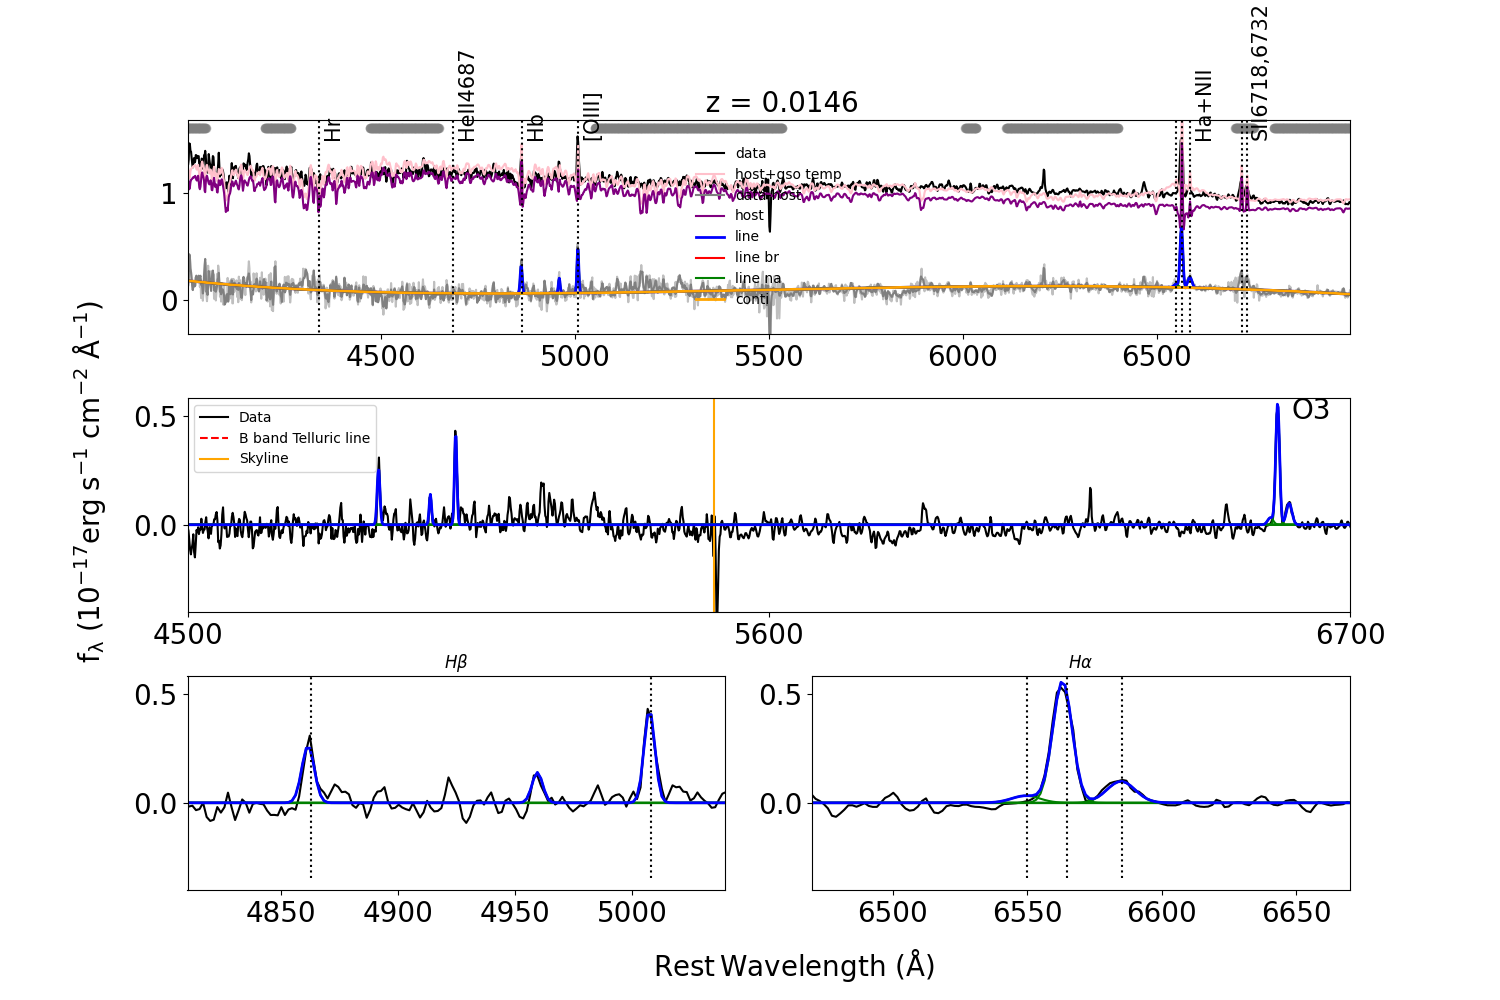 z = 0.0146
Hr
HeII4687
Hb
[OIII]
Ha+NII
SII6718,6732
data
host+qso temp
data-host
host
line
line br
line na
conti
1
0
4500
5000
5500
6000
6500
fλ (10⁻¹⁷erg s⁻¹ cm⁻² Å⁻¹)
Data
B band Telluric line
Skyline
O3
0.5
0.0
4500
5600
6700
Hβ
0.5
0.0
4850
4900
4950
5000
Hα
0.5
0.0
6500
6550
6600
6650
Rest Wavelength (Å)